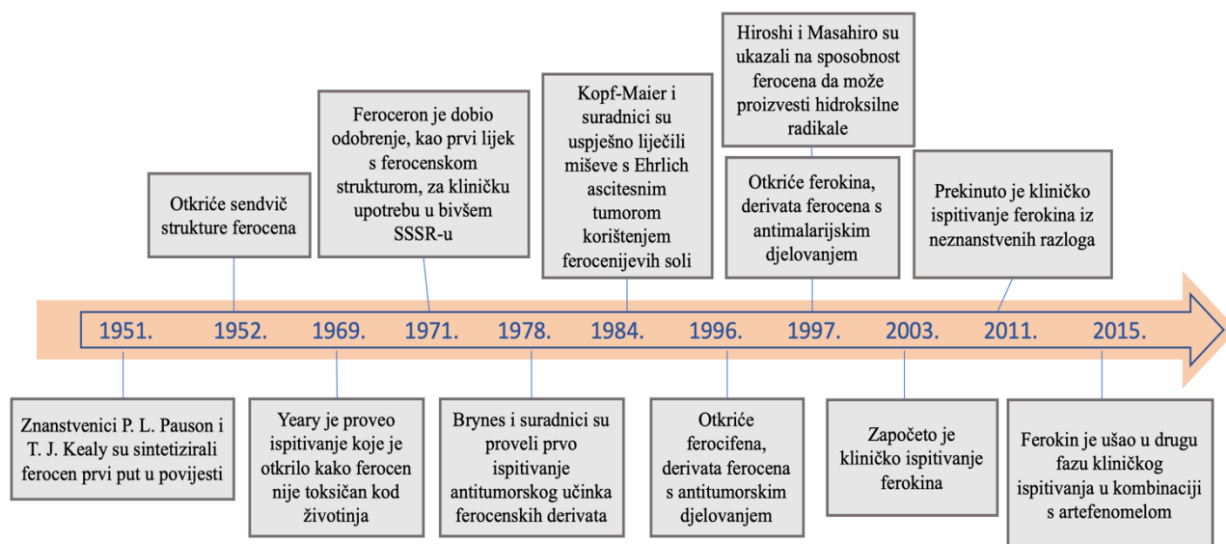 Otkriće sendvič
strukture ferocena
Feroceron je dobio
odobrenje, kao prvi lijek
s ferocenskom
strukturom, za kliničku
upotrebu u bivšem
SSSR-u
Kopf-Maier i
suradnici su
uspješno liječili
miševe s Ehrlich
ascitesnim
tumorom
korištenjem
ferocenijevih soli
Hiroshi i Masahiro su
ukazali na sposobnost
ferocena da može
proizvesti hidroksilne
radikale
Otkriće ferokina,
derivata ferocena s
antimalarijskim
djelovanjem
Prekinuto je kliničko
ispitivanje ferokina iz
neznanstvenih razloga
1951. 1952. 1969. 1971. 1978. 1984. 1996. 1997. 2003. 2011. 2015.
Znanstvenici P. L. Pauson i
T. J. Kealy su sintetizirali
ferocen prvi put u povijesti
Yeary je proveo
ispitivanje koje je
otkrilo kako ferocen
nije toksičan kod
životinja
Brynes i suradnici su
proveli prvo
ispitivanje
antitumorskog učinka
ferocenskih derivata
Otkriće
ferocifena,
derivata ferocena
s antitumorskim
djelovanjem
Započeto je
kliničko ispitivanje
ferokina
Ferokin je ušao u drugu
fazu kliničkog
ispitivanja u kombinaciji
s artefenomelom